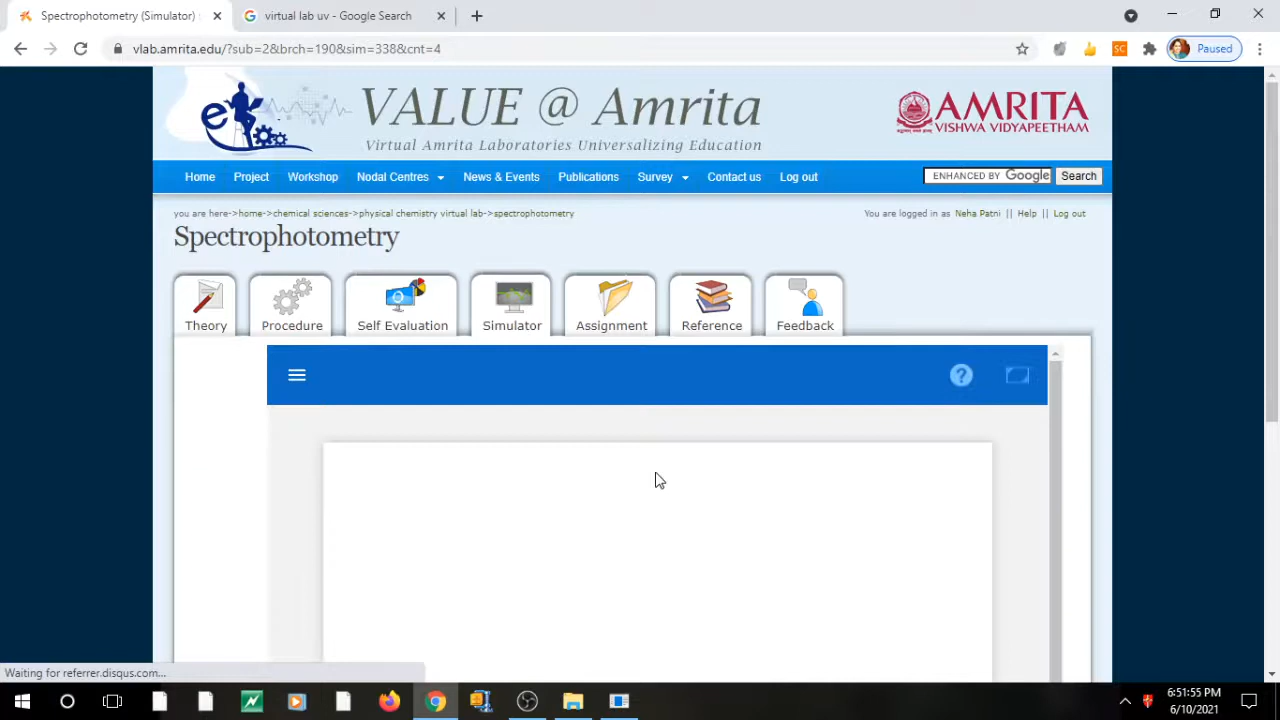 Spectrophotometry (Simulator)
virtual lab uv - Google Search
vlab.amrita.edu/?sub=2&brch=190&sim=338&cnt=4
SC
Paused
e
VALUE @ Amrita
Virtual Amrita Laboratories Universalizing Education
AMRITA
VISHWA VIDYAPEETHAM
Home Project Workshop Nodal Centres News & Events Publications Survey Contact us Log out
ENHANCED BY Google Search
you are here->home->chemical sciences->physical chemistry virtual lab->spectrophotometry
You are logged in as Neha Patni || Help || Log out
Spectrophotometry
Theory Procedure Self Evaluation Simulator Assignment Reference Feedback
?
Waiting for referrer.disqus.com...
6:51:55 PM
6/10/2021